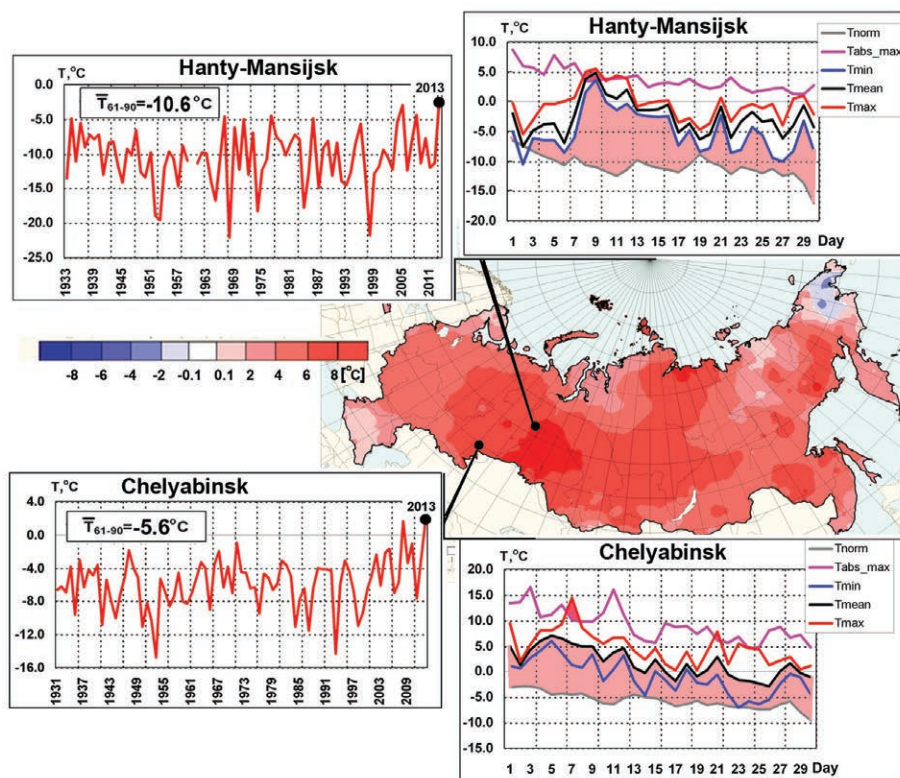 T,°C
Hanty-Mansijsk
2013
T̅61-90=-10.6°C
0.0
-5.0
-10.0
-15.0
-20.0
-25.0
1933
1939
1945
1951
1957
1963
1969
1975
1981
1987
1993
1999
2005
2011
Hanty-Mansijsk
T,°C
10.0
5.0
0.0
-5.0
-10.0
-15.0
-20.0
Tnorm
Tabs_max
Tmin
Tmean
Tmax
1 3 5 7 9 11 13 15 17 19 21 23 25 27 29 Day
-8 -6 -4 -2 -0.1 0.1 2 4 6 8 [°C]
T,°C
Chelyabinsk
2013
T̅61-90=-5.6°C
4.0
0.0
-4.0
-8.0
-12.0
-16.0
1931
1937
1943
1949
1955
1961
1967
1973
1979
1985
1991
1997
2003
2009
T,°C
Chelyabinsk
20.0
15.0
10.0
5.0
0.0
-5.0
-10.0
-15.0
Tnorm
Tabs_max
Tmin
Tmean
Tmax
1 3 5 7 9 11 13 15 17 19 21 23 25 27 29 Day